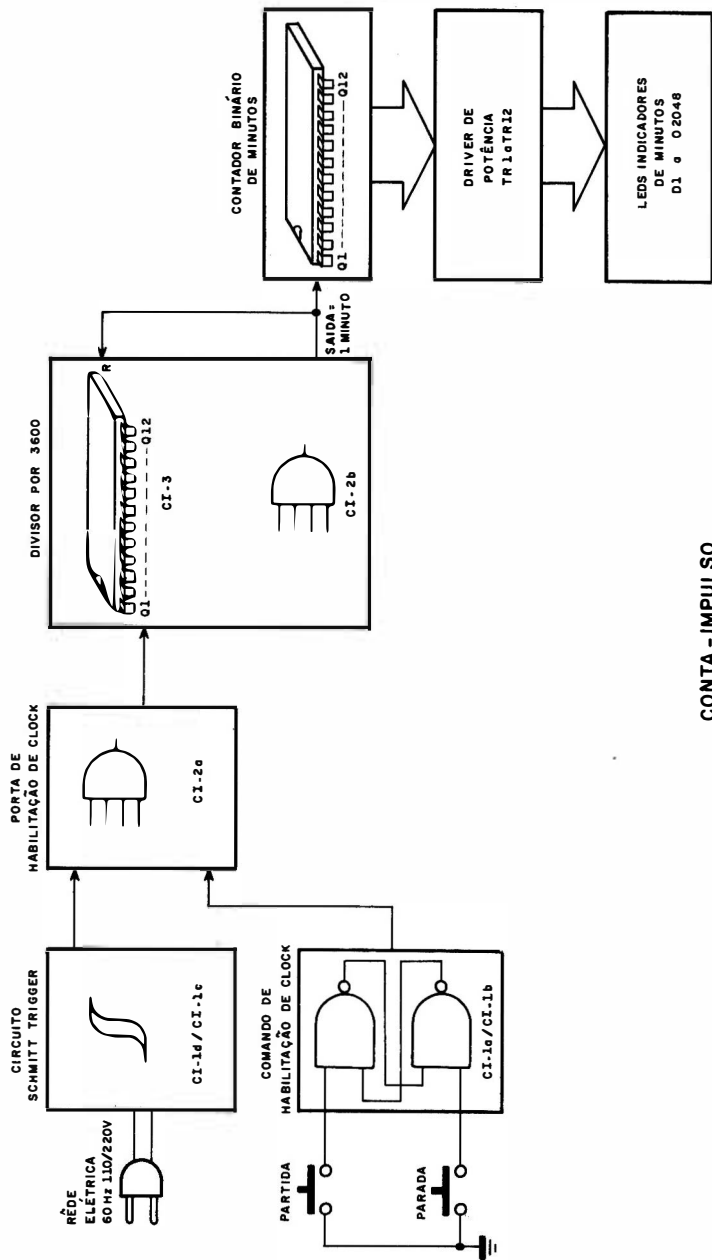 RÊDE
ELÉTRICA
60 Hz 110/220V
CIRCUITO
SCHMITT TRIGGER
CI-1d / CI-1c
PARTIDA
PARADA
COMANDO DE
HABILITAÇÃO DE CLOCK
CI-1a/CI-1b
PORTA DE
HABILITAÇÃO DE CLOCK
CI-2a
DIVISOR POR 3600
R
Q1 ---------- Q12
CI-3
CI-2b
SAIDA =
1 MINUTO
CONTADOR BINÁRIO
DE MINUTOS
Q1 ---------- Q12
DRIVER DE
POTÊNCIA
TR1aTR12
LEDS INDICADORES
DE MINUTOS
D1 a D2048
CONTA - IMPULSO